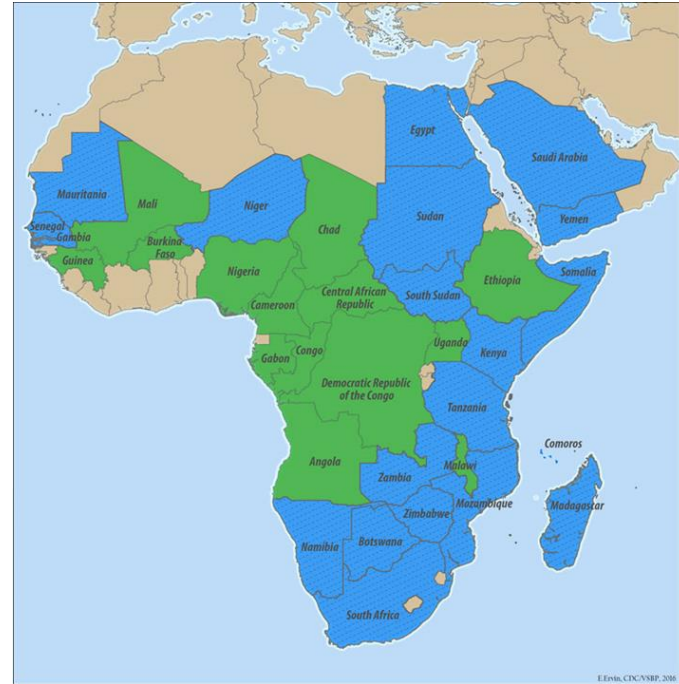 Egypt
Saudi Arabia
Mauritania
Mali
Niger
Sudan
Yemen
Senegal
Gambia
Chad
Burkina
Faso
Guinea
Nigeria
Ethiopia
Somalia
Central African
Republic
South Sudan
Cameroon
Uganda
Kenya
Gabon
Congo
Democratic Republic
of the Congo
Tanzania
Comoros
Angola
Malawi
Zambia
Mozambique
Madagascar
Zimbabwe
Namibia
Botswana
South Africa
E.Ervin, CDC/VSBP, 2016